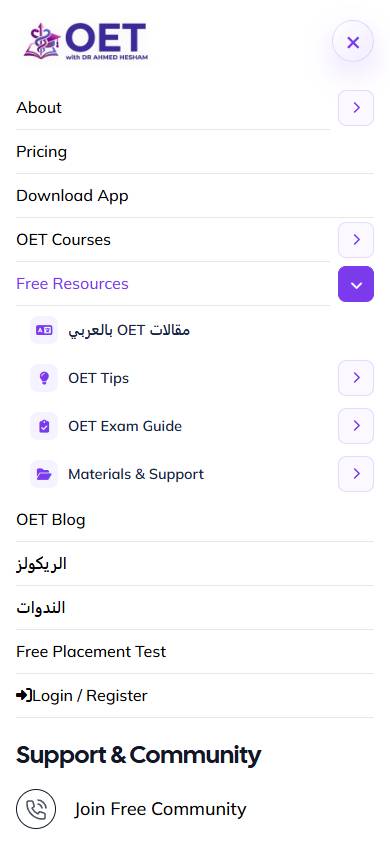 OET
with DR AHMED HESHAM
About
Pricing
Download App
OET Courses
Free Resources
مقالات OET بالعربي
OET Tips
OET Exam Guide
Materials & Support
OET Blog
الريكولز
الندوات
Free Placement Test
Login / Register
Support & Community
Join Free Community